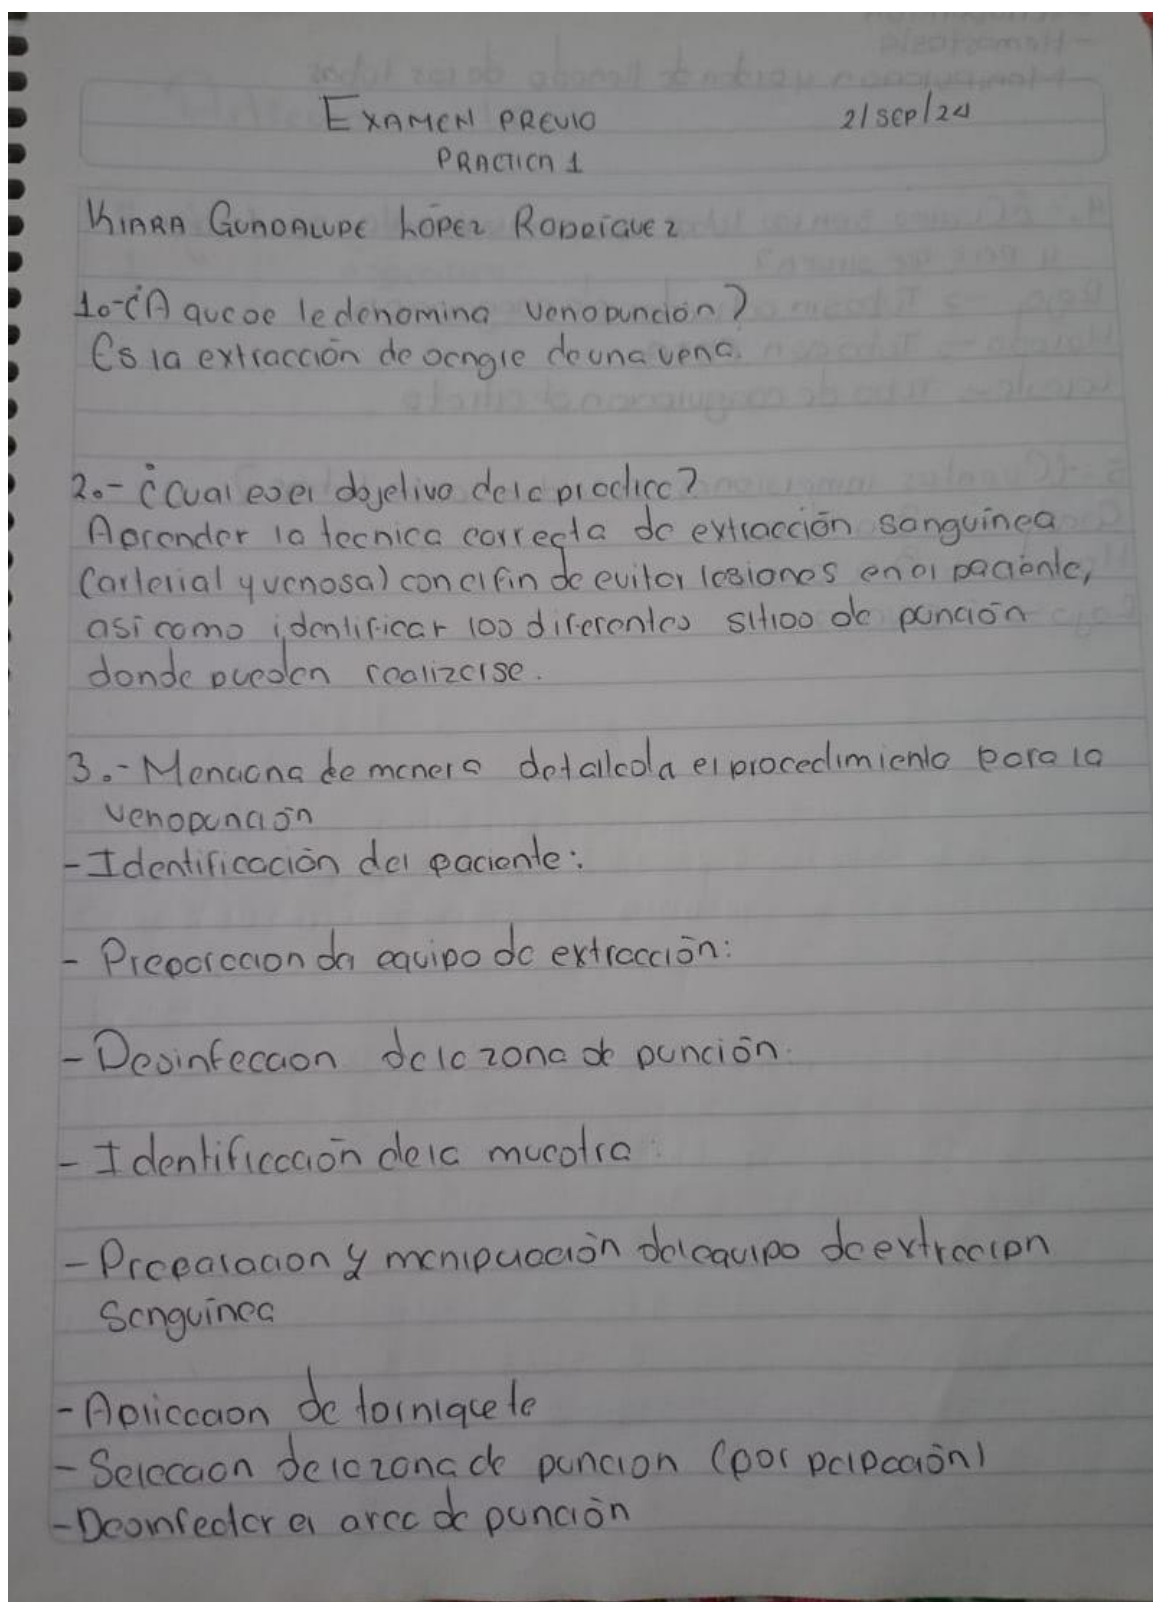 EXAMEN PREVIO 2/SEP/24
PRACTICA 1
KIARA GUADALUPE LÓPEZ RODRÍGUEZ
1.-¿A que se le denomina venopunción?
Es la extracción de sangre de una vena.
2.- ¿Cual es el objetivo de la practica?
Aprender la tecnica correcta de extracción sanguínea
(arterial y venosa) con el fin de evitar lesiones en el paciente,
así como identificar los diferentes sitios de punción
donde pueden realizarse.
3.- Menciona de manera detallada el procedimiento para la
venopunción
- Identificación del paciente:
- Preparacion del equipo de extracción:
- Desinfeccion de la zona de punción.
- Identificación de la muestra:
- Preparacion y manipulación del equipo de extraccion
Sanguínea
- Aplicacion de torniquete
- Seleccion de la zona de puncion (por palpación)
- Desinfectar el area de punción